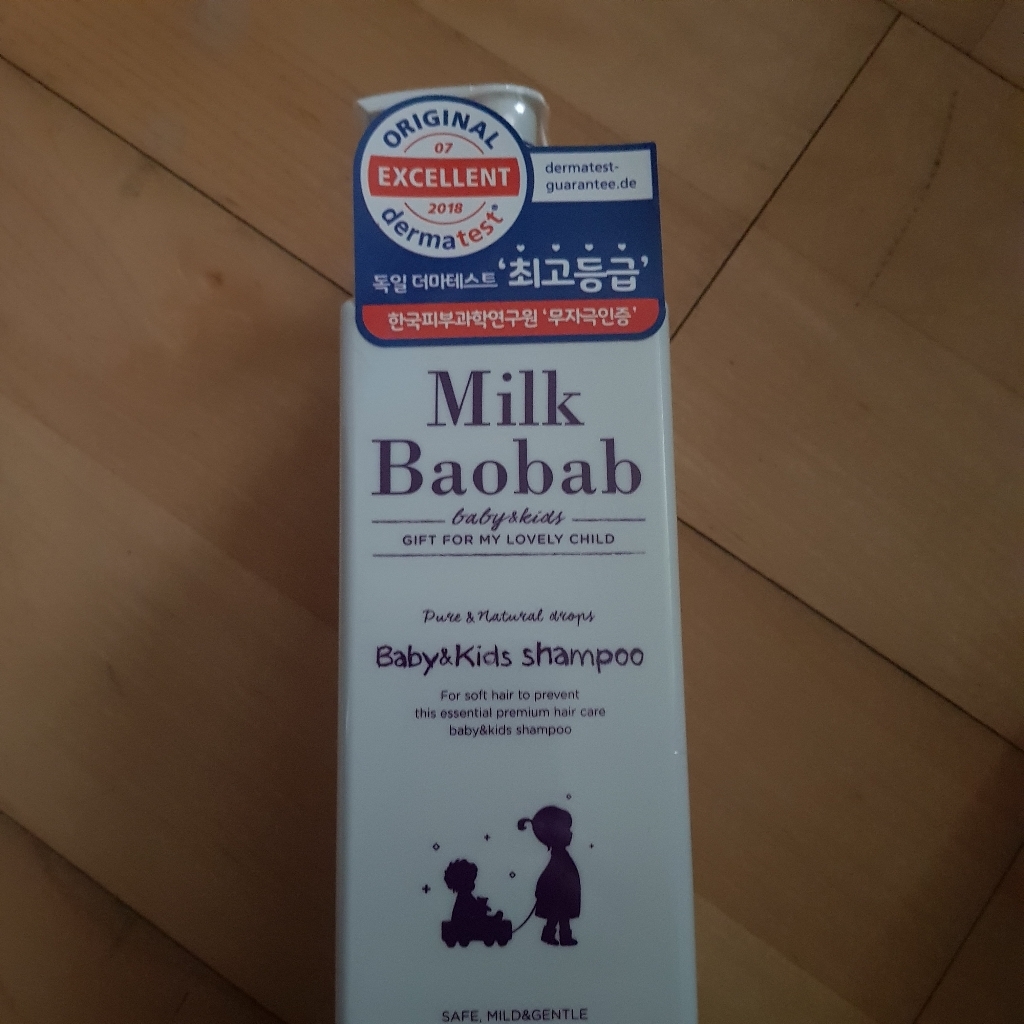 ORIGINAL
07
EXCELLENT
2018
dermatest®
dermatest-
guarantee.de
독일 더마테스트 '최고등급'
한국피부과학연구원 '무자극인증'
Milk
Baobab
baby&kids
GIFT FOR MY LOVELY CHILD
Pure & Natural drops
Baby&Kids shampoo
For soft hair to prevent
this essential premium hair care
baby&kids shampoo
SAFE, MILD&GENTLE